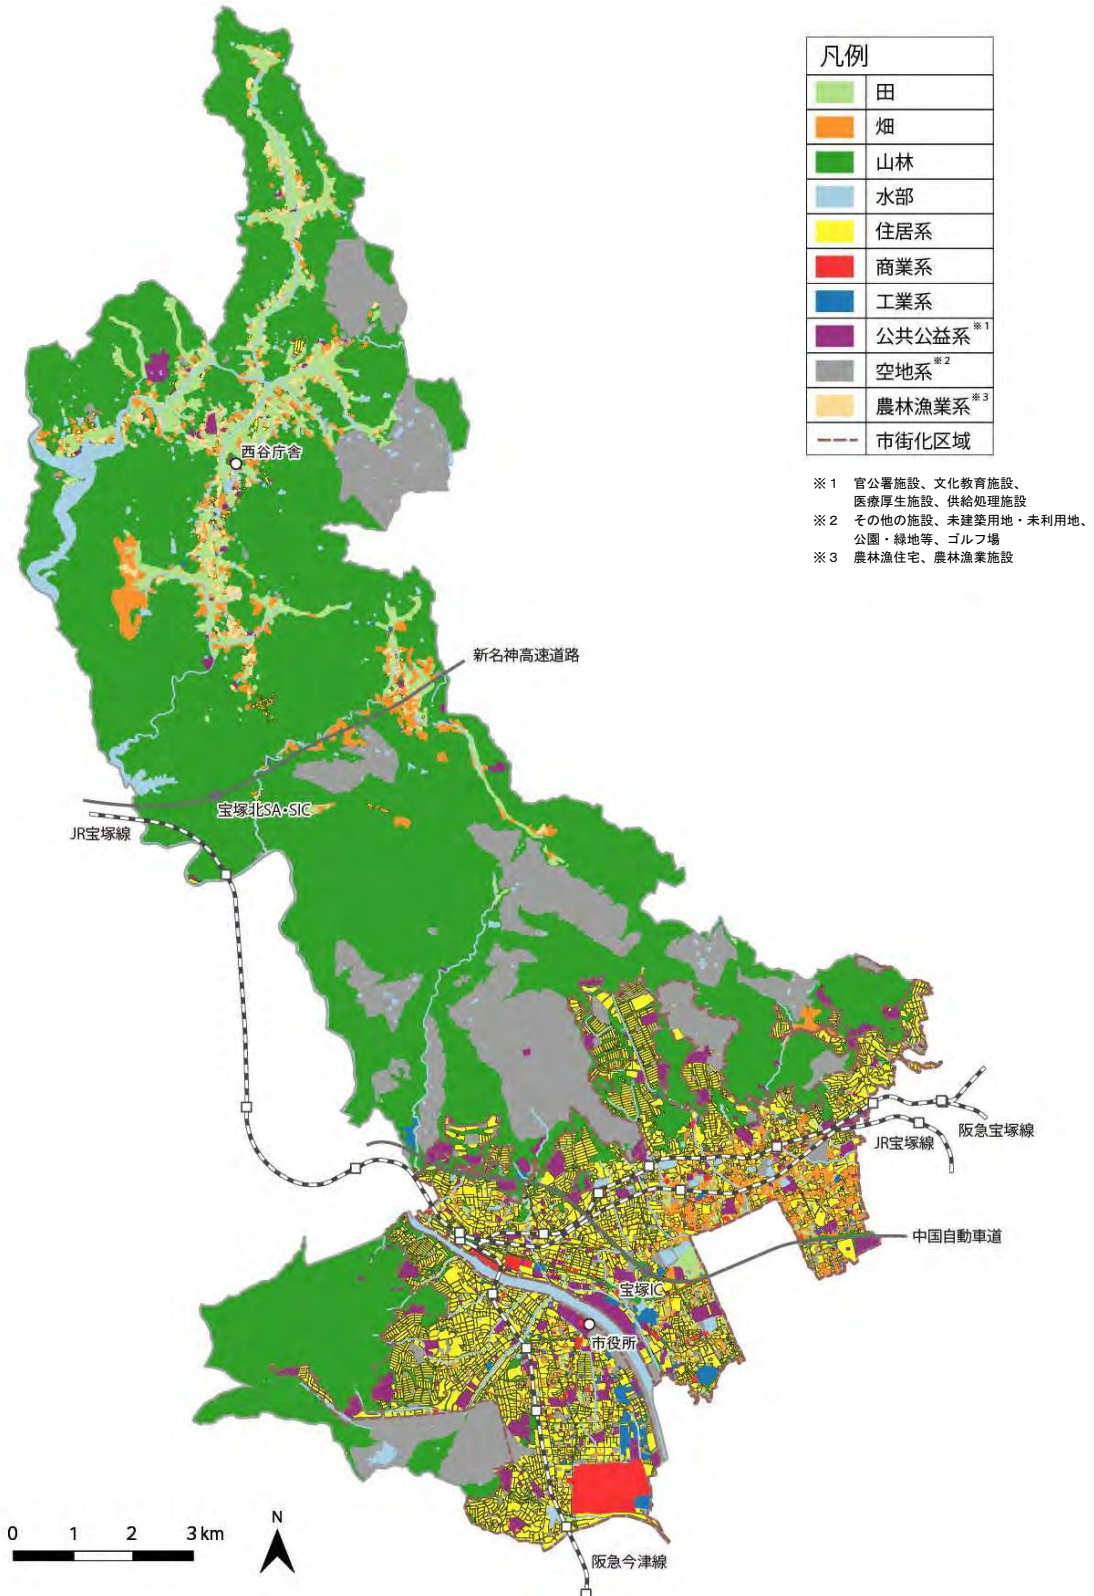 凡例
田
畑
山林
水部
住居系
商業系
工業系
公共公益系※1
空地系※2
農林漁業系※3
市街化区域
※1 官公署施設、文化教育施設、
医療厚生施設、供給処理施設
※2 その他の施設、未建築用地・未利用地、
公園・緑地等、ゴルフ場
※3 農林漁住宅、農林漁業施設
西谷庁舎
新名神高速道路
宝塚北SA・SIC
JR宝塚線
阪急宝塚線
JR宝塚線
中国自動車道
宝塚IC
市役所
阪急今津線
0 1 2 3km
N